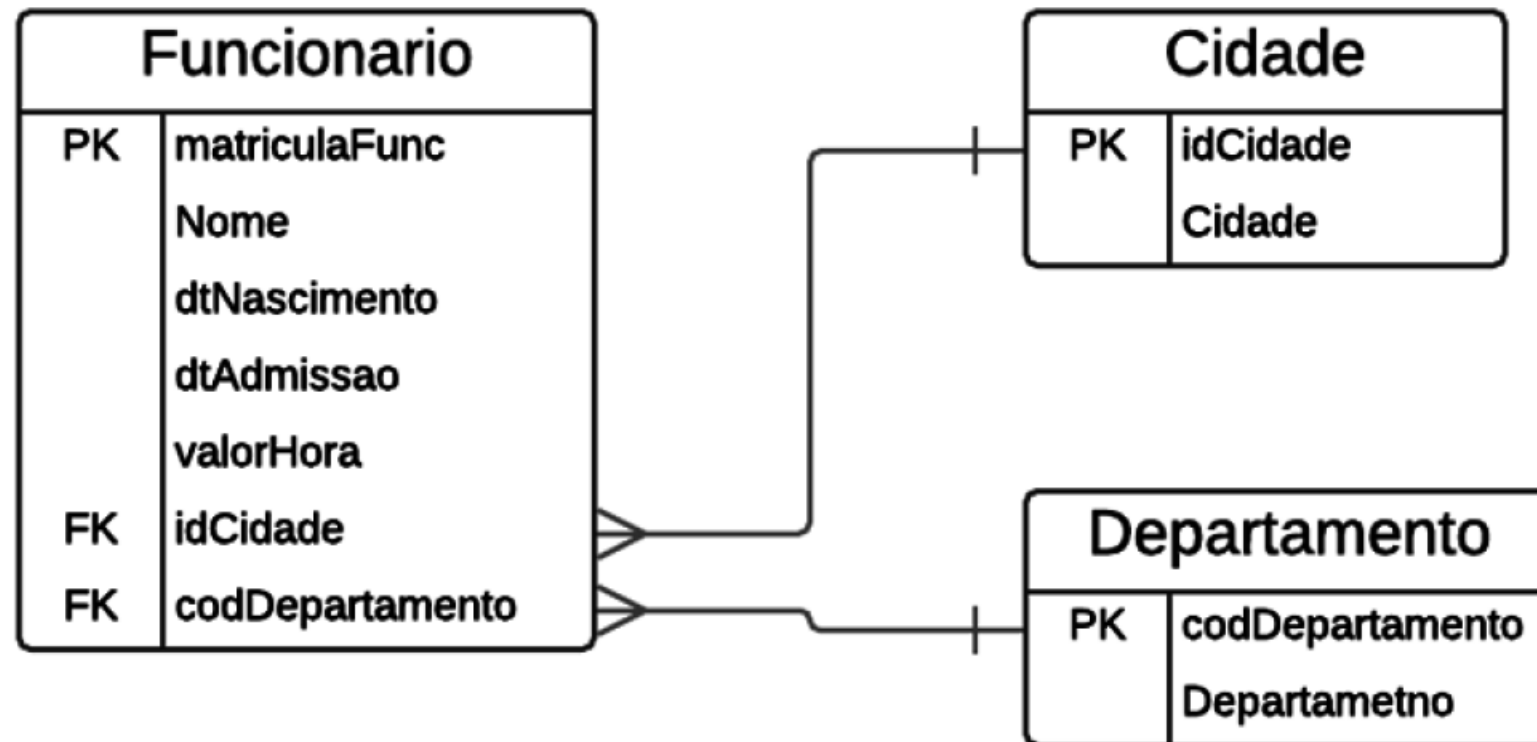 Funcionario
PK matriculaFunc
Nome
dtNascimento
dtAdmissao
valorHora
FK idCidade
FK codDepartamento
Cidade
PK idCidade
Cidade
Departamento
PK codDepartamento
Departametno